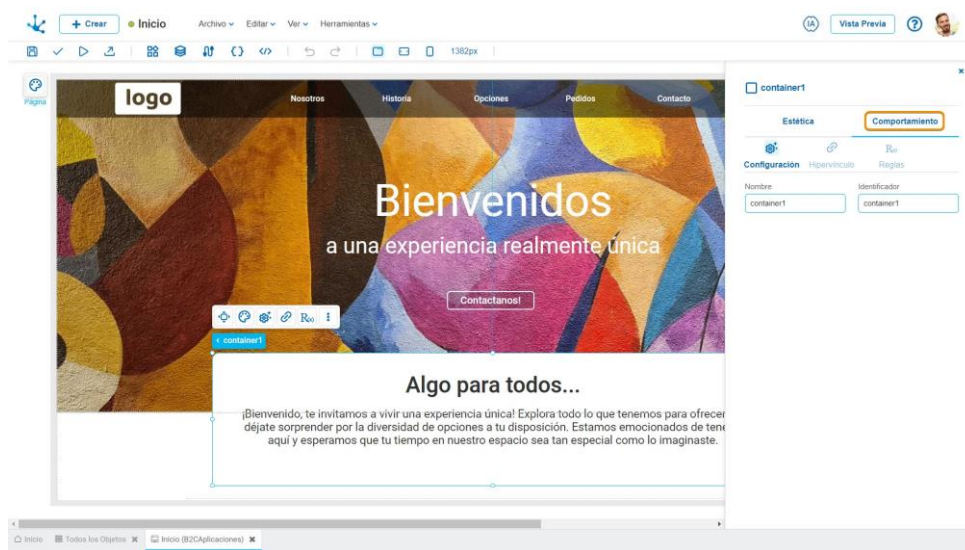 + Crear
Inicio
Archivo
Editar
Ver
Herramientas
IA
Vista Previa
?
1382px
Página
logo
Nosotros
Historia
Opciones
Pedidos
Contacto
Bienvenidos
a una experiencia realmente única
Contactanos!
container1
Algo para todos...
¡Bienvenido, te invitamos a vivir una experiencia única! Explora todo lo que tenemos para ofrecer
déjate sorprender por la diversidad de opciones a tu disposición. Estamos emocionados de tene
aquí y esperamos que tu tiempo en nuestro espacio sea tan especial como lo imaginaste.
container1
Estética
Comportamiento
Configuración
Hipervínculo
Reglas
Nombre
Identificador
container1
container1
Inicio
Todos los Objetos
Inicio (B2CAplicaciones)